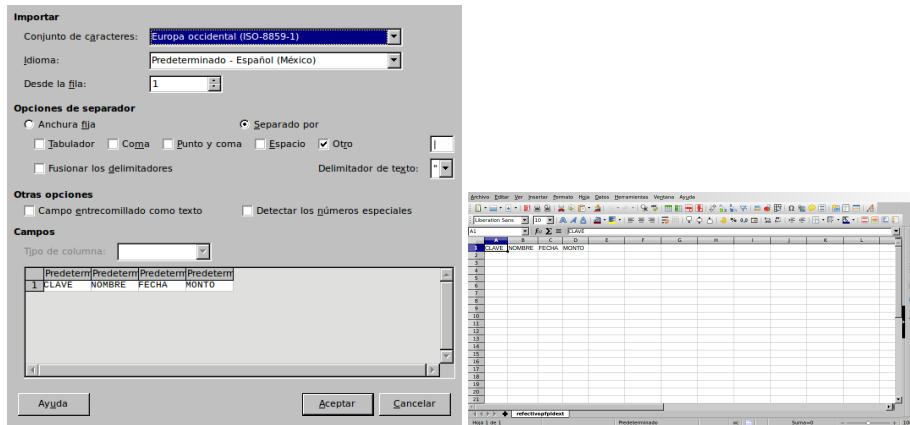 Importar
Conjunto de caracteres: Europa occidental (ISO-8859-1)
Idioma: Predeterminado - Español (México)
Desde la fila: 1
Opciones de separador
Anchura fija Separado por
Tabulador Coma Punto y coma Espacio Otro |
Fusionar los delimitadores Delimitador de texto: "
Otras opciones
Campo entrecomillado como texto Detectar los números especiales
Campos
Tipo de columna:
Predeterm Predeterm Predeterm Predeterm
1 CLAVE NOMBRE FECHA MONTO
Ayuda Aceptar Cancelar
Archivo Editar Ver Insertar Formato Hoja Datos Herramientas Ventana Ayuda
Liberation Sans 10
A1 CLAVE
A B C D E F G H I J K L
1 CLAVE NOMBRE FECHA MONTO
2
3
4
5
6
7
8
9
10
11
12
13
14
15
16
17
18
19
20
21
refectivopfpidext
Hoja 1 de 1 Predeterminado Suma=0 100